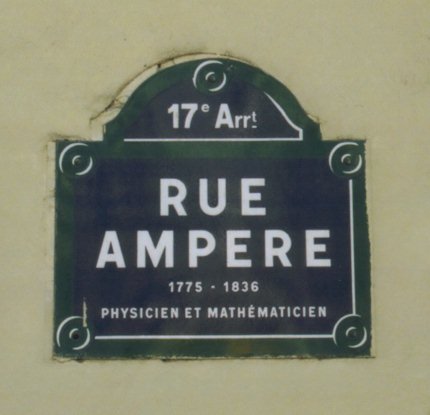 17e Arrt
RUE
AMPERE
1775 - 1836
PHYSICIEN ET MATHÉMATICIEN